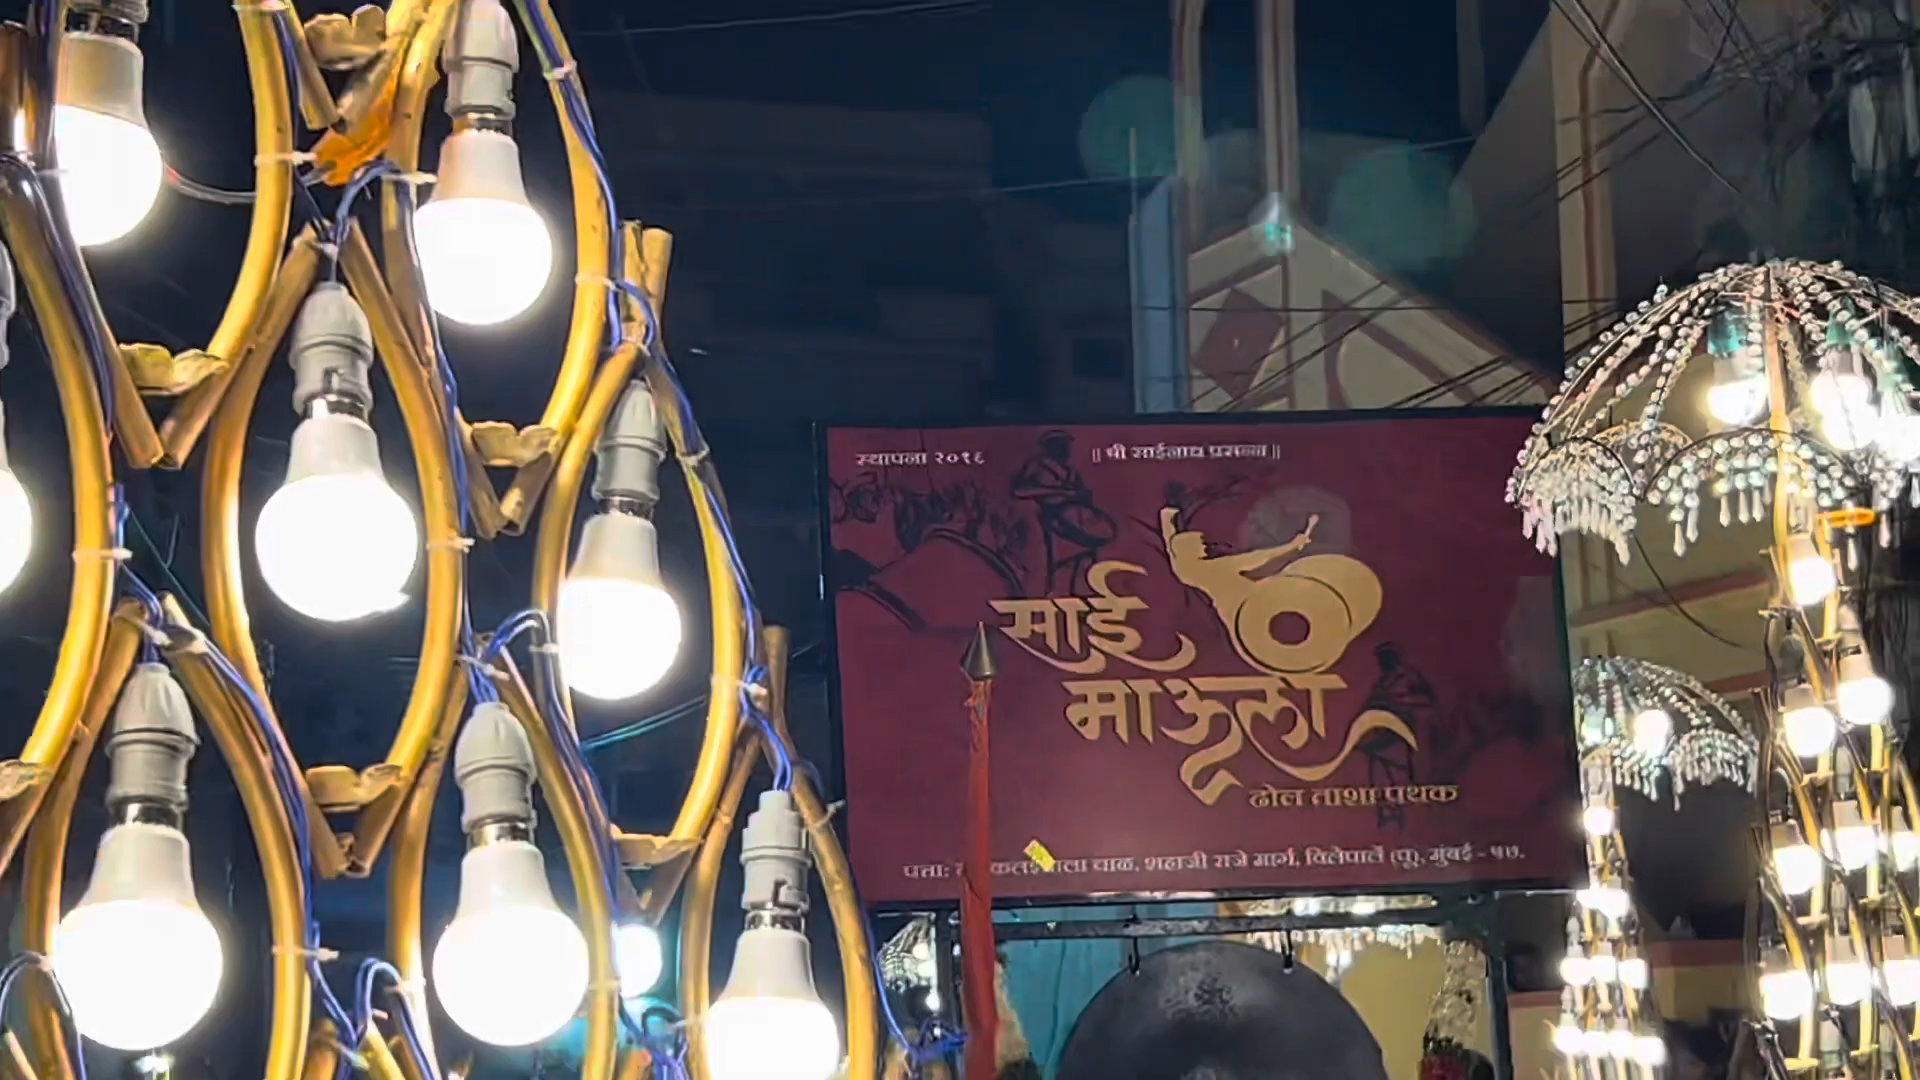 स्थापना २०१६
|| श्री साईनाथ प्रसन्न ||
साई
माऊली
ढोल ताशा पथक
पत्ता: चाळ, शहाजी राजे मार्ग, विलेपार्ले (पू), मुंबई - ५७.